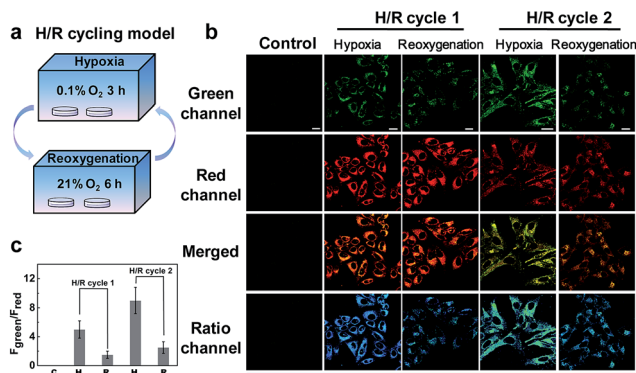 a
H/R cycling model
Hypoxia
0.1% O₂ 3 h
Reoxygenation
21% O₂ 6 h
b
H/R cycle 1
H/R cycle 2
Control
Hypoxia
Reoxygenation
Hypoxia
Reoxygenation
Green
channel
Red
channel
Merged
Ratio
channel
c
Fgreen/Fred
12
8
4
0
H/R cycle 1
H/R cycle 2
C
H
R
H
R